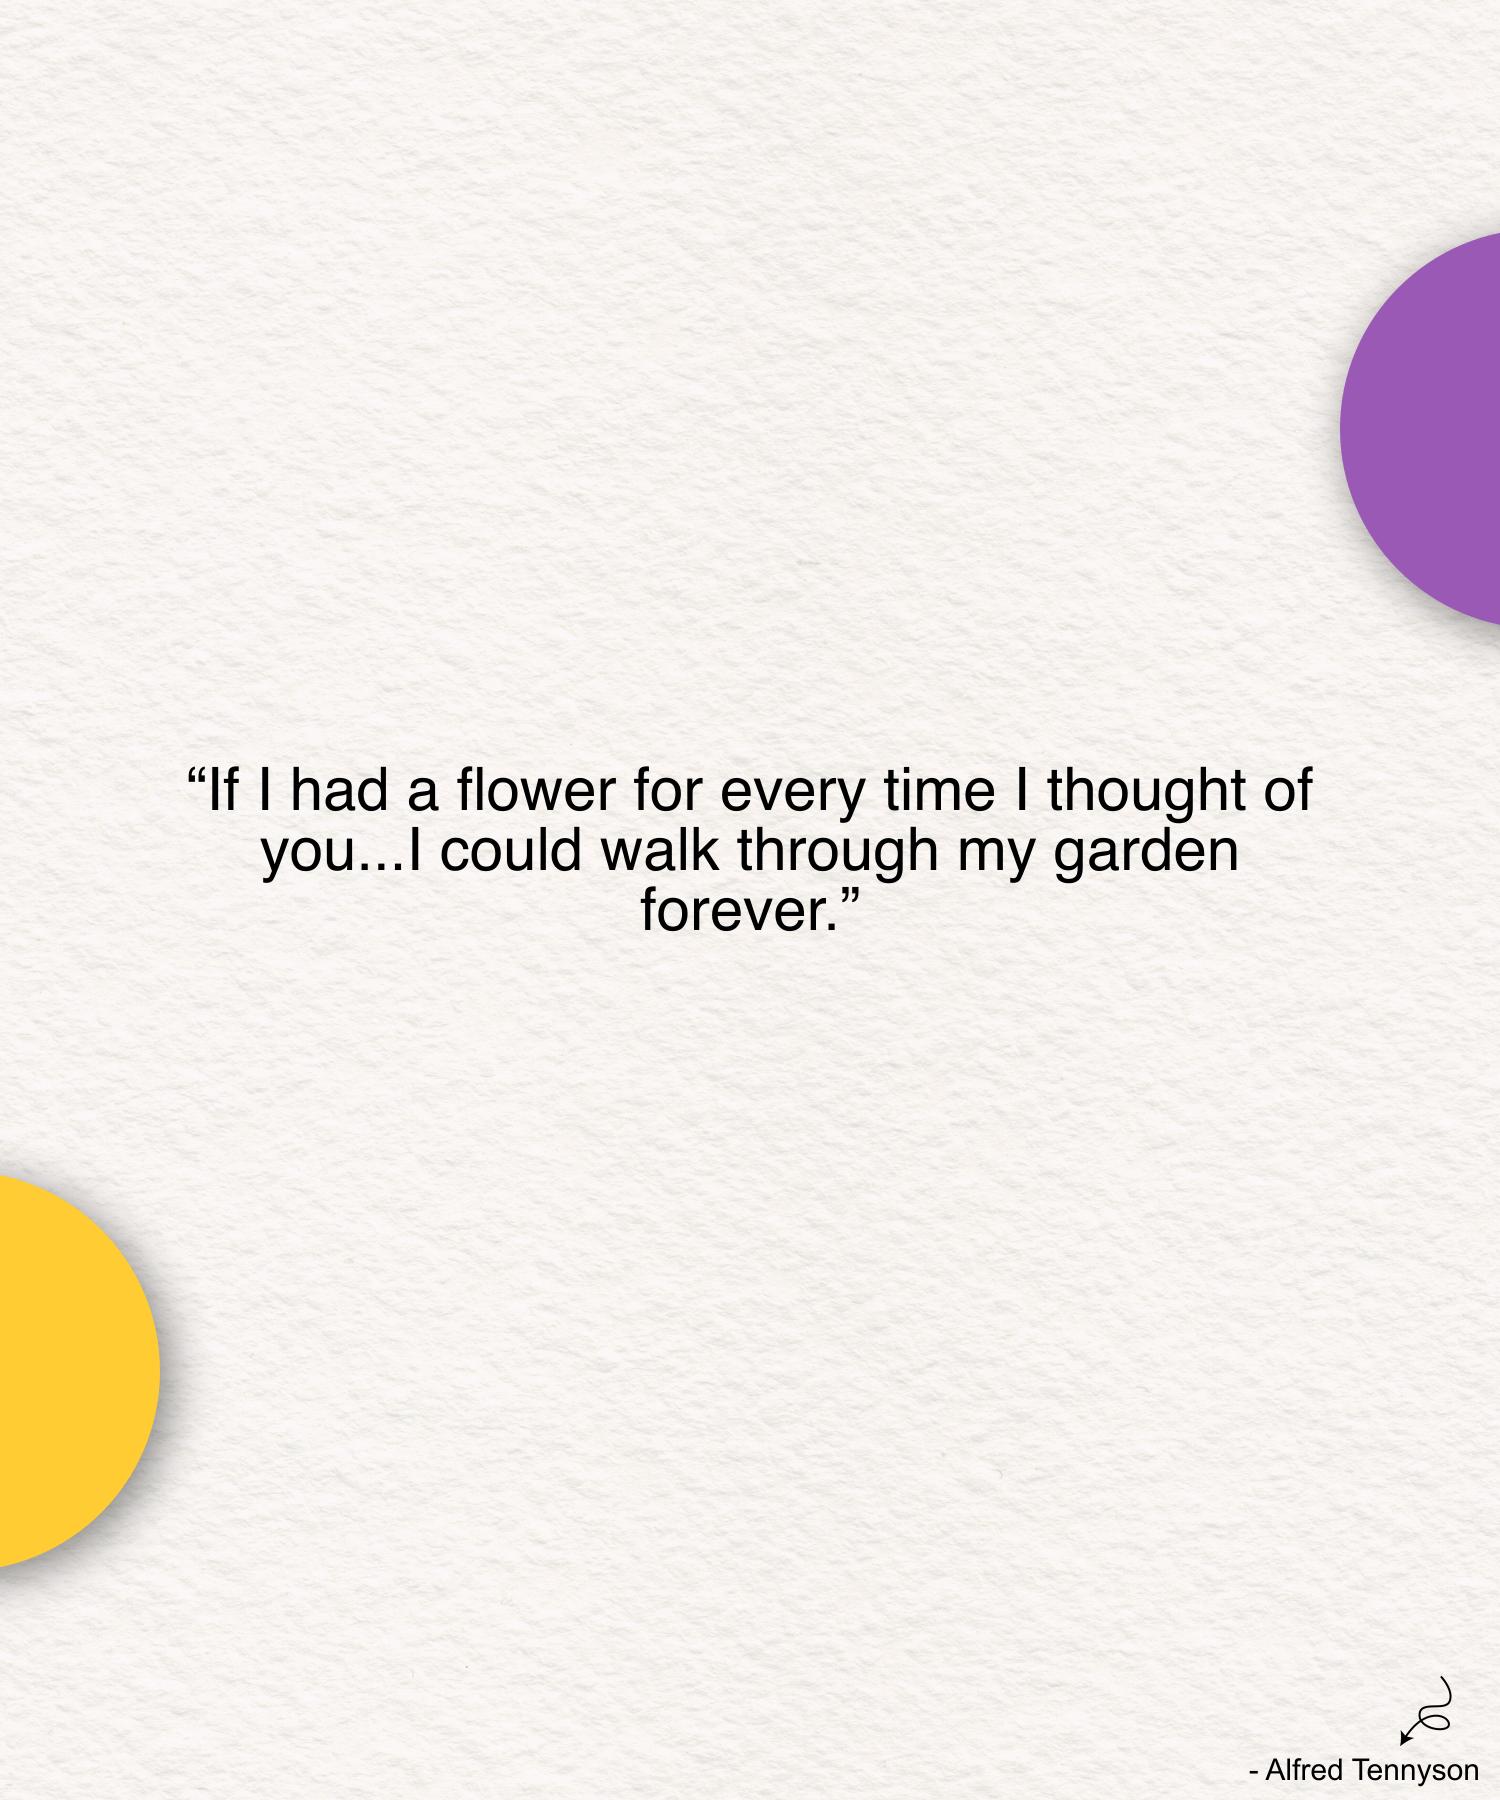 “If I had a flower for every time I thought of
you...I could walk through my garden
forever.”
- Alfred Tennyson